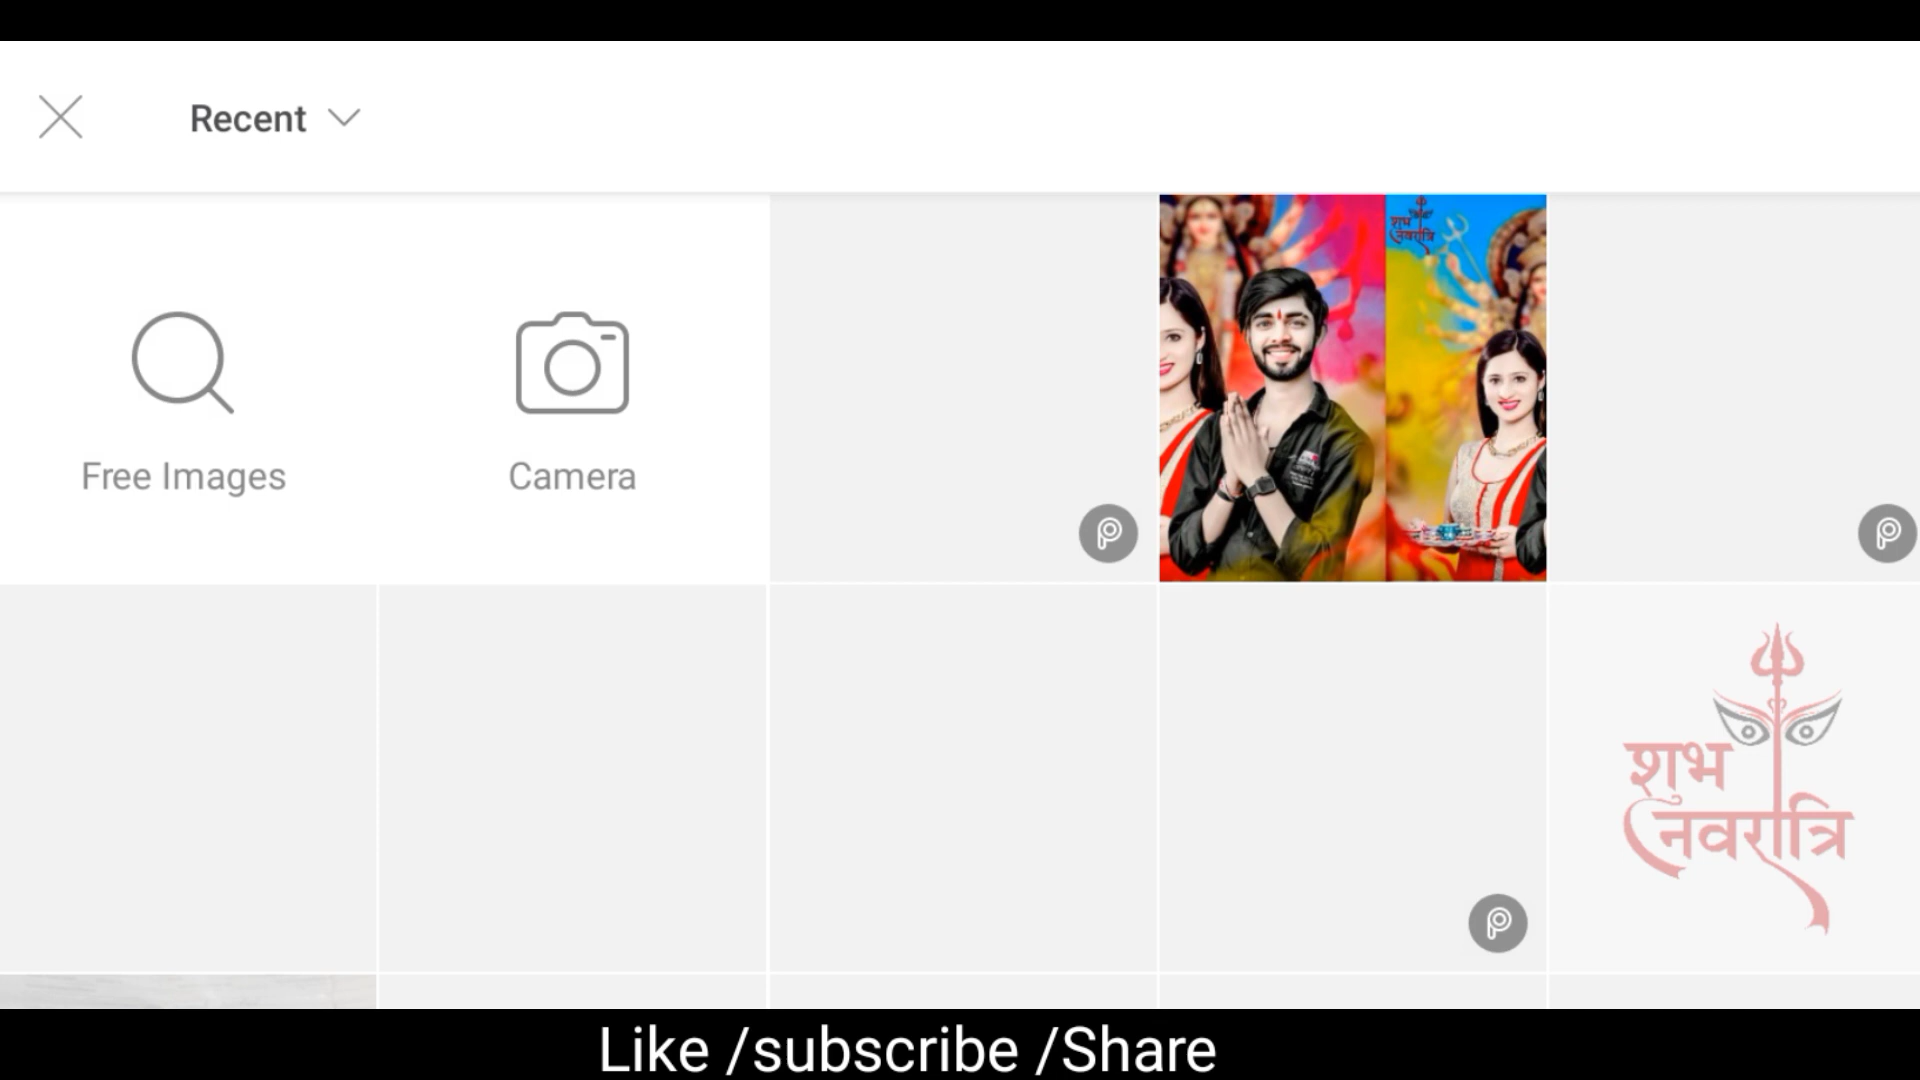 Recent
शुभ
नवरात्रि
Free Images
Camera
शुभ
नवरात्रि
Like /subscribe /Share